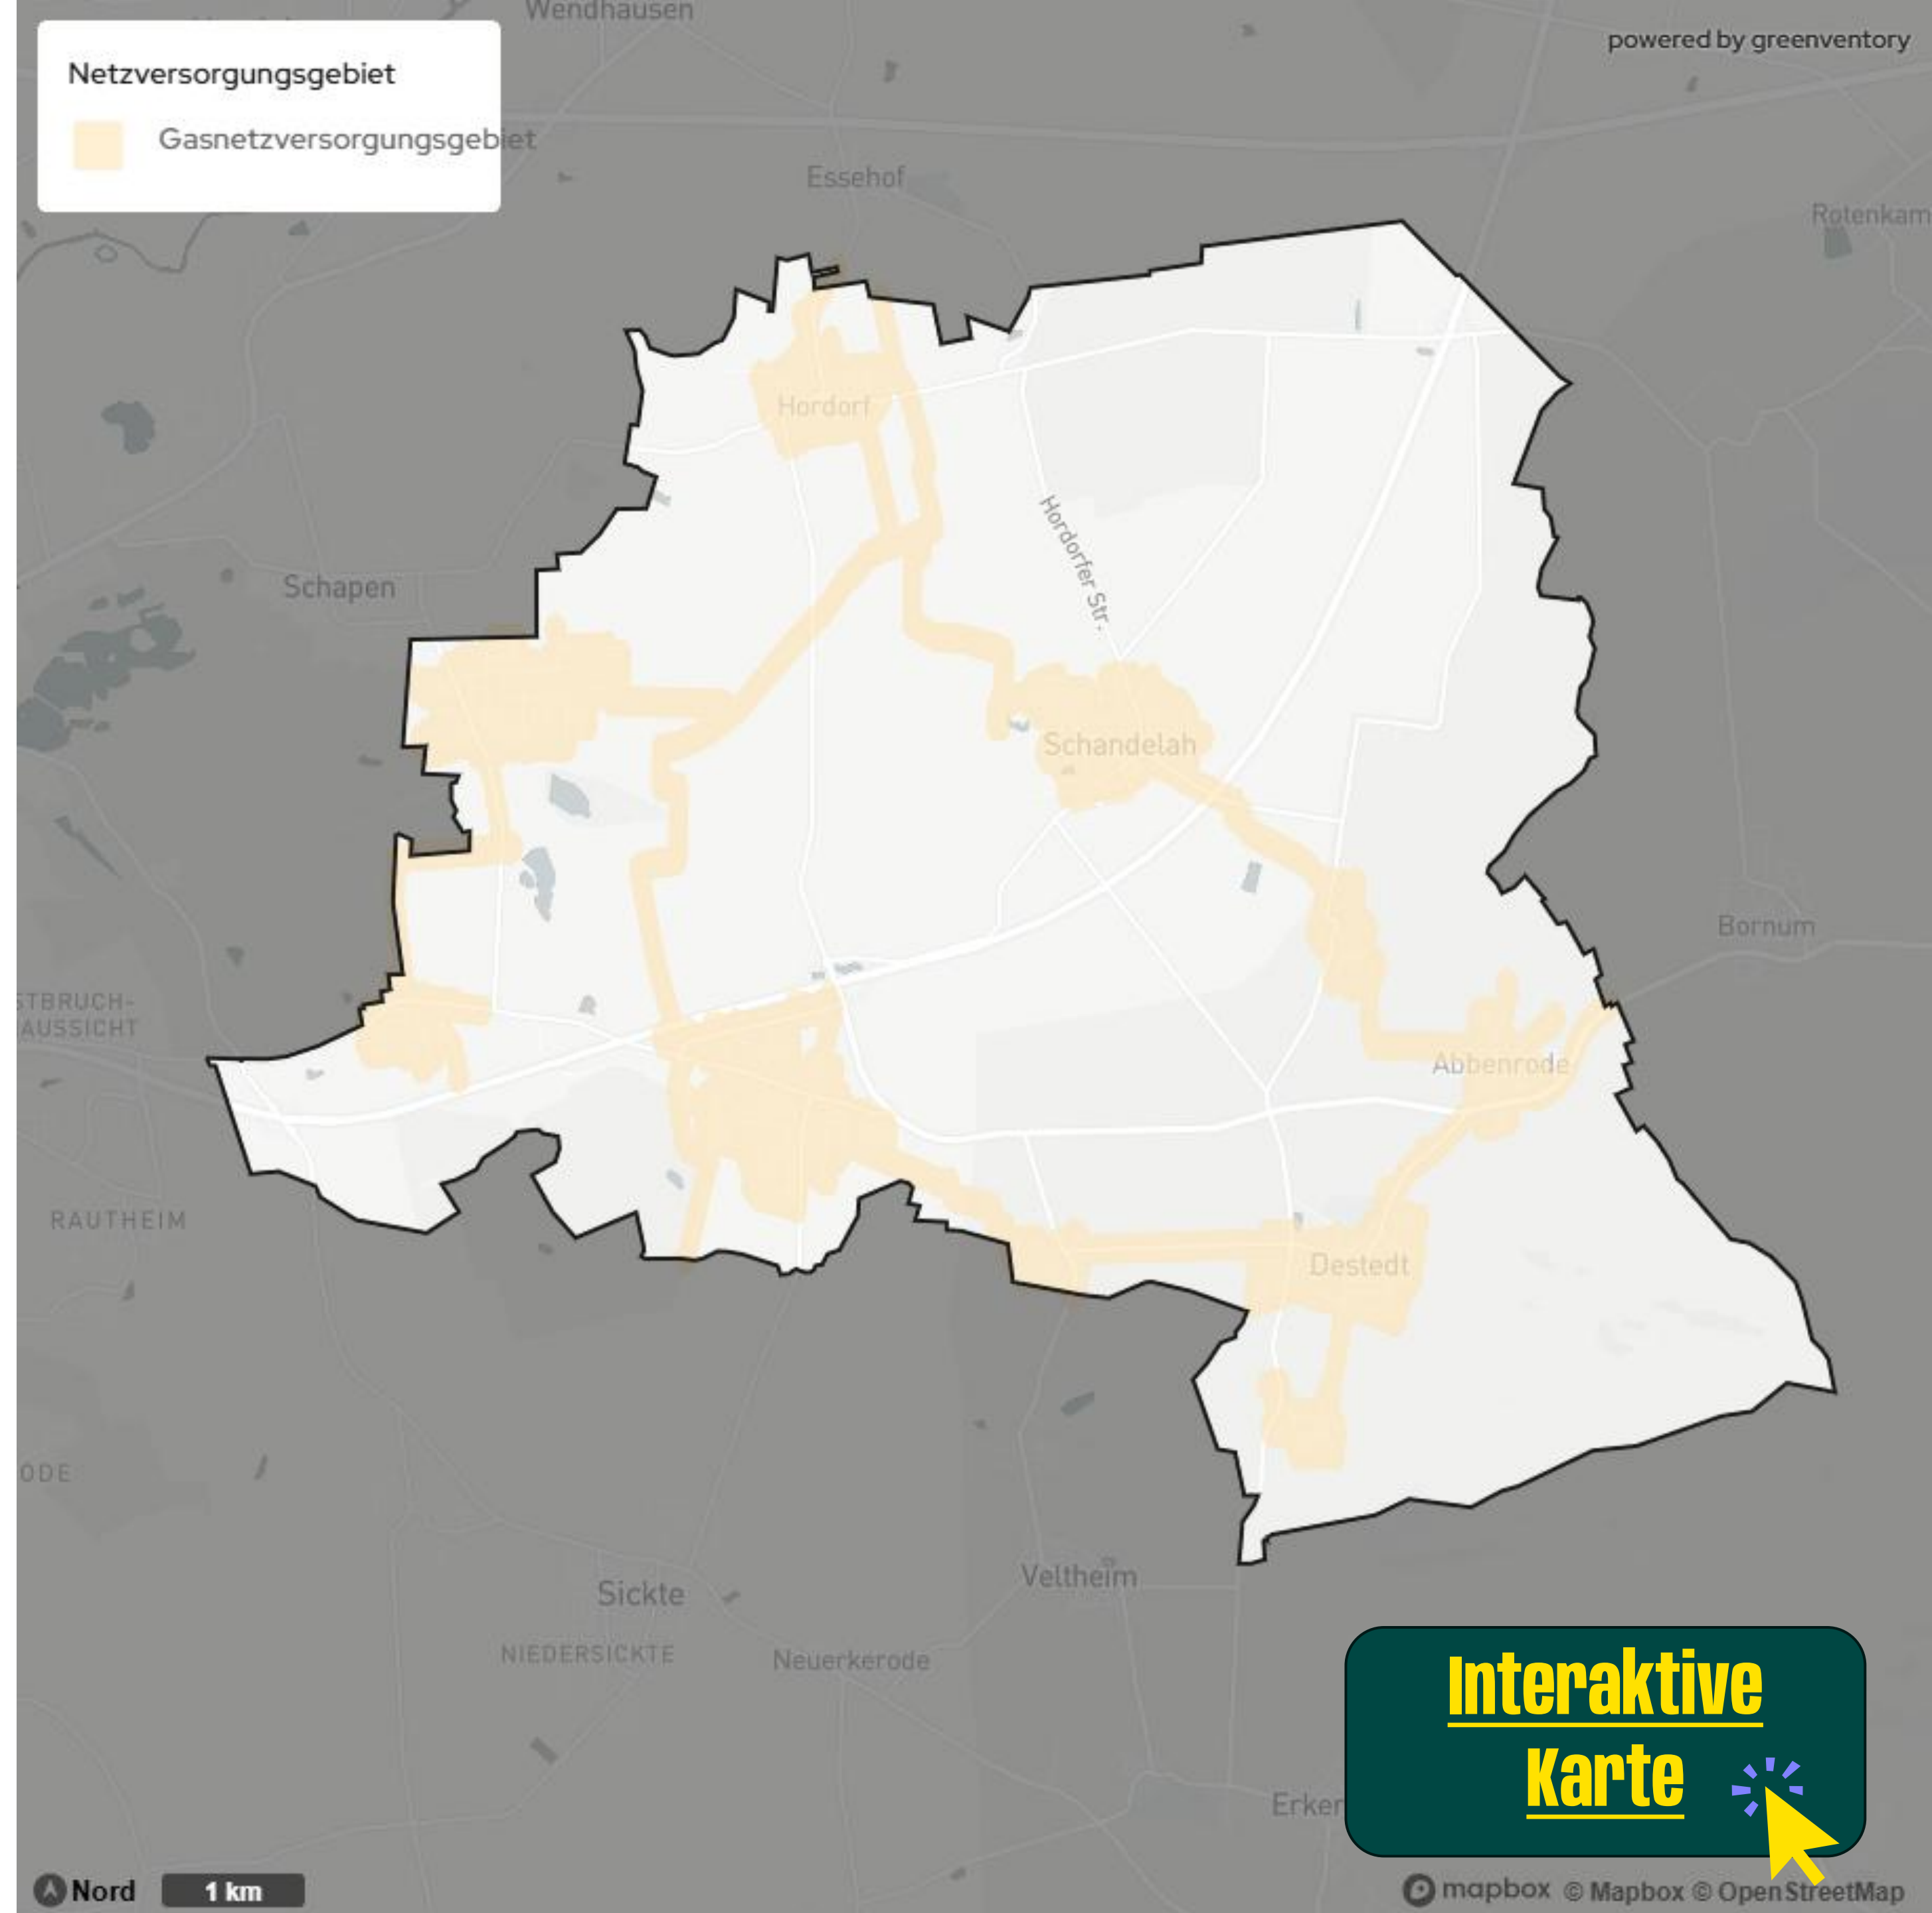 Wendhausen
powered by greenventory
Netzversorgungsgebiet
Gasnetzversorgungsgebiet
Essehof
Rotenkam
Hordorf
Hordorfer Str.
Schapen
Schandelah
Bornum
STBRUCH-
AUSSICHT
Abbenrode
RAUTHEIM
Destedt
ODE
Veltheim
Sickte
NIEDERSICKTE
Neuerkerode
Interaktive
Karte
Erker
Nord
1 km
mapbox © Mapbox © OpenStreetMap